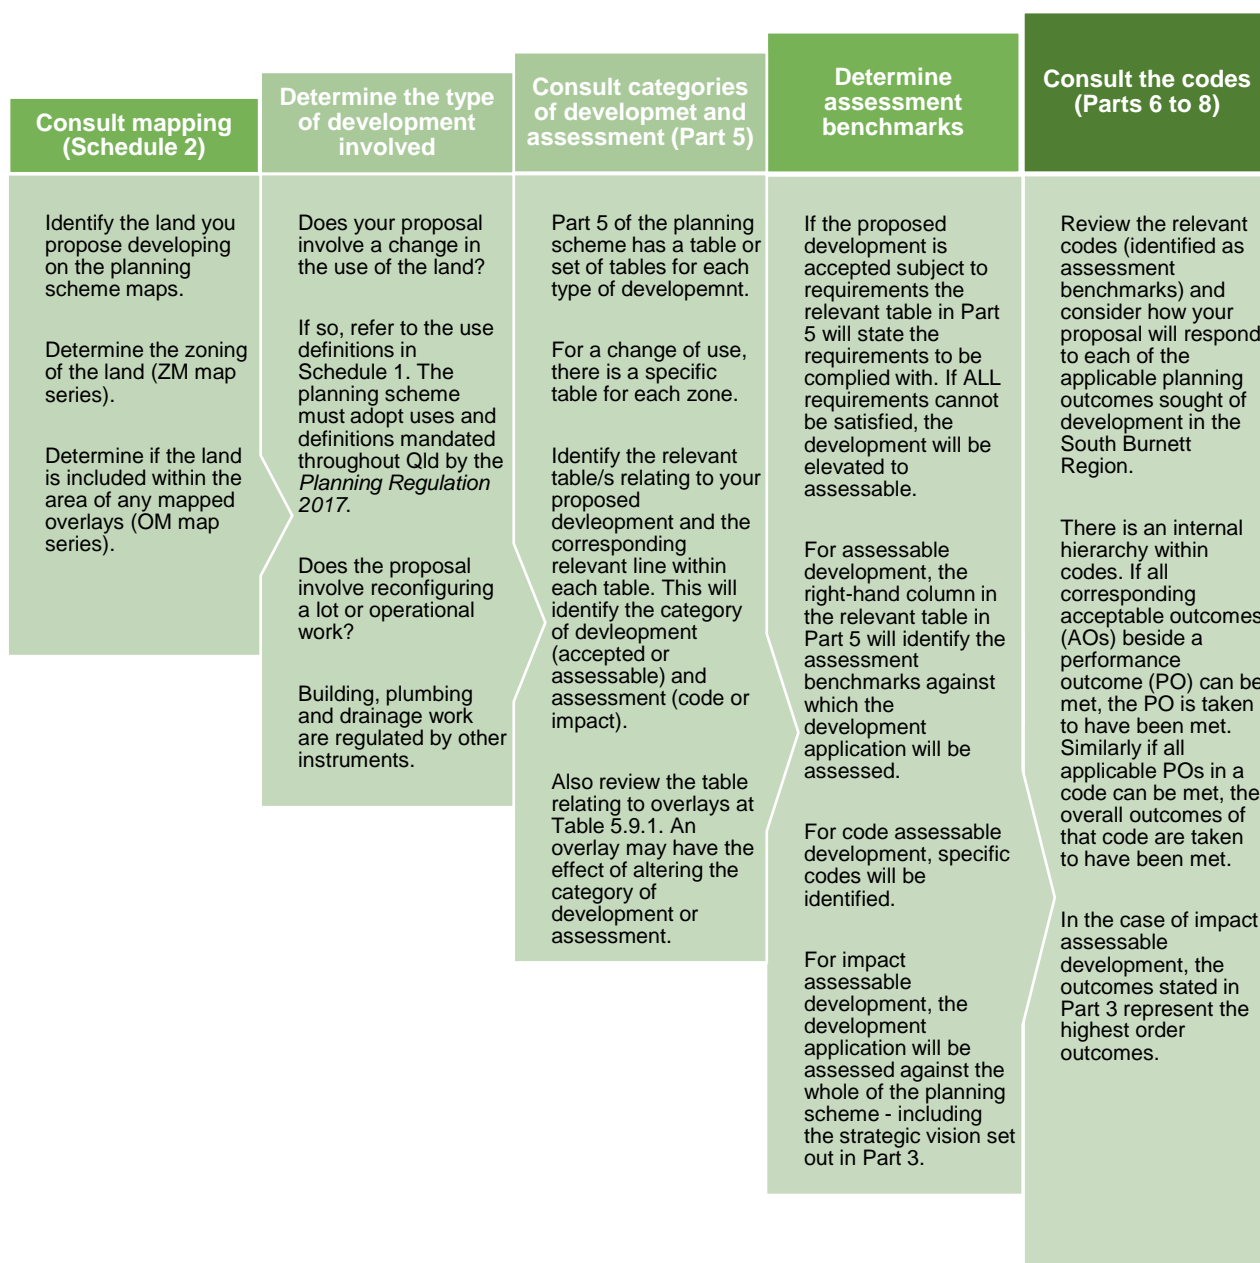 Consult mapping
(Schedule 2)
Identify the land you
propose developing
on the planning
scheme maps.
Determine the zoning
of the land (ZM map
series).
Determine if the land
is included within the
area of any mapped
overlays (OM map
series).
Determine the type
of development
involved
Does your proposal
involve a change in
the use of the land?
If so, refer to the use
definitions in
Schedule 1. The
planning scheme
must adopt uses and
definitions mandated
throughout Qld by the
Planning Regulation
2017.
Does the proposal
involve reconfiguring
a lot or operational
work?
Building, plumbing
and drainage work
are regulated by other
instruments.
Consult categories
of developmet and
assessment (Part 5)
Part 5 of the planning
scheme has a table or
set of tables for each
type of developemnt.
For a change of use,
there is a specific
table for each zone.
Identify the relevant
table/s relating to your
proposed
devleopment and the
corresponding
relevant line within
each table. This will
identify the category
of devleopment
(accepted or
assessable) and
assessment (code or
impact).
Also review the table
relating to overlays at
Table 5.9.1. An
overlay may have the
effect of altering the
category of
development or
assessment.
Determine
assessment
benchmarks
If the proposed
development is
accepted subject to
requirements the
relevant table in Part
5 will state the
requirements to be
complied with. If ALL
requirements cannot
be satisfied, the
development will be
elevated to
assessable.
For assessable
development, the
right-hand column in
the relevant table in
Part 5 will identify the
assessment
benchmarks against
which the
development
application will be
assessed.
For code assessable
development, specific
codes will be
identified.
For impact
assessable
development, the
development
application will be
assessed against the
whole of the planning
scheme - including
the strategic vision set
out in Part 3.
Consult the codes
(Parts 6 to 8)
Review the relevant
codes (identified as
assessment
benchmarks) and
consider how your
proposal will respond
to each of the
applicable planning
outcomes sought of
development in the
South Burnett
Region.
There is an internal
hierarchy within
codes. If all
corresponding
acceptable outcomes
(AOs) beside a
performance
outcome (PO) can be
met, the PO is taken
to have been met.
Similarly if all
applicable POs in a
code can be met, the
overall outcomes of
that code are taken
to have been met.
In the case of impact
assessable
development, the
outcomes stated in
Part 3 represent the
highest order
outcomes.